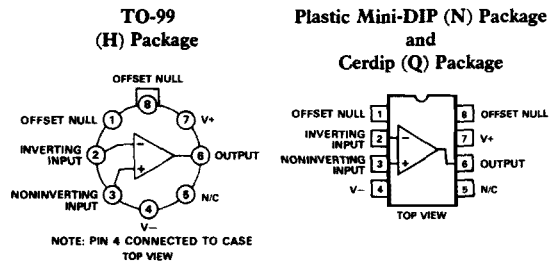 TO-99
(H) Package
OFFSET NULL
8
OFFSET NULL
1
7
V+
INVERTING
INPUT
2
−
+
6
OUTPUT
NONINVERTING
INPUT
3
5
N/C
4
V−
NOTE: PIN 4 CONNECTED TO CASE
TOP VIEW
Plastic Mini-DIP (N) Package
and
Cerdip (Q) Package
OFFSET NULL
1
8
OFFSET NULL
INVERTING
INPUT
2
−
7
V+
NONINVERTING
INPUT
3
+
6
OUTPUT
V−
4
5
N/C
TOP VIEW